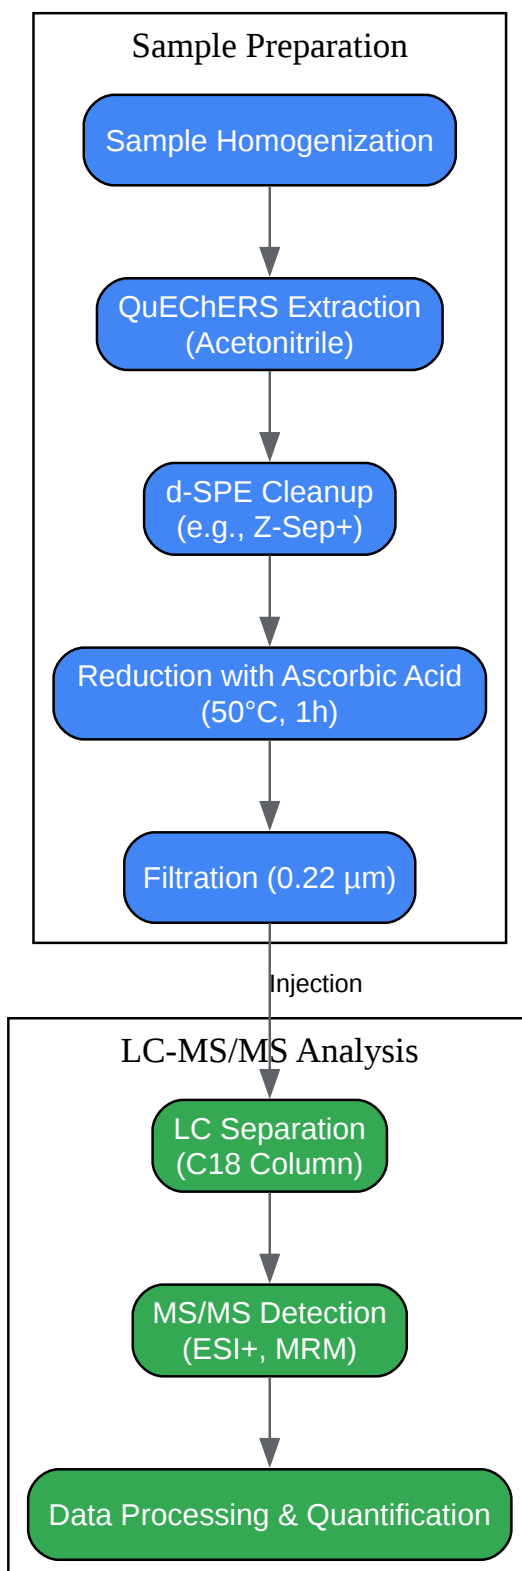 Sample Preparation
Sample Homogenization
QuEChERS Extraction
(Acetonitrile)
d-SPE Cleanup
(e.g., Z-Sep+)
Reduction with Ascorbic Acid
(50°C, 1h)
Filtration (0.22 µm)
Injection
LC-MS/MS Analysis
LC Separation
(C18 Column)
MS/MS Detection
(ESI+, MRM)
Data Processing & Quantification